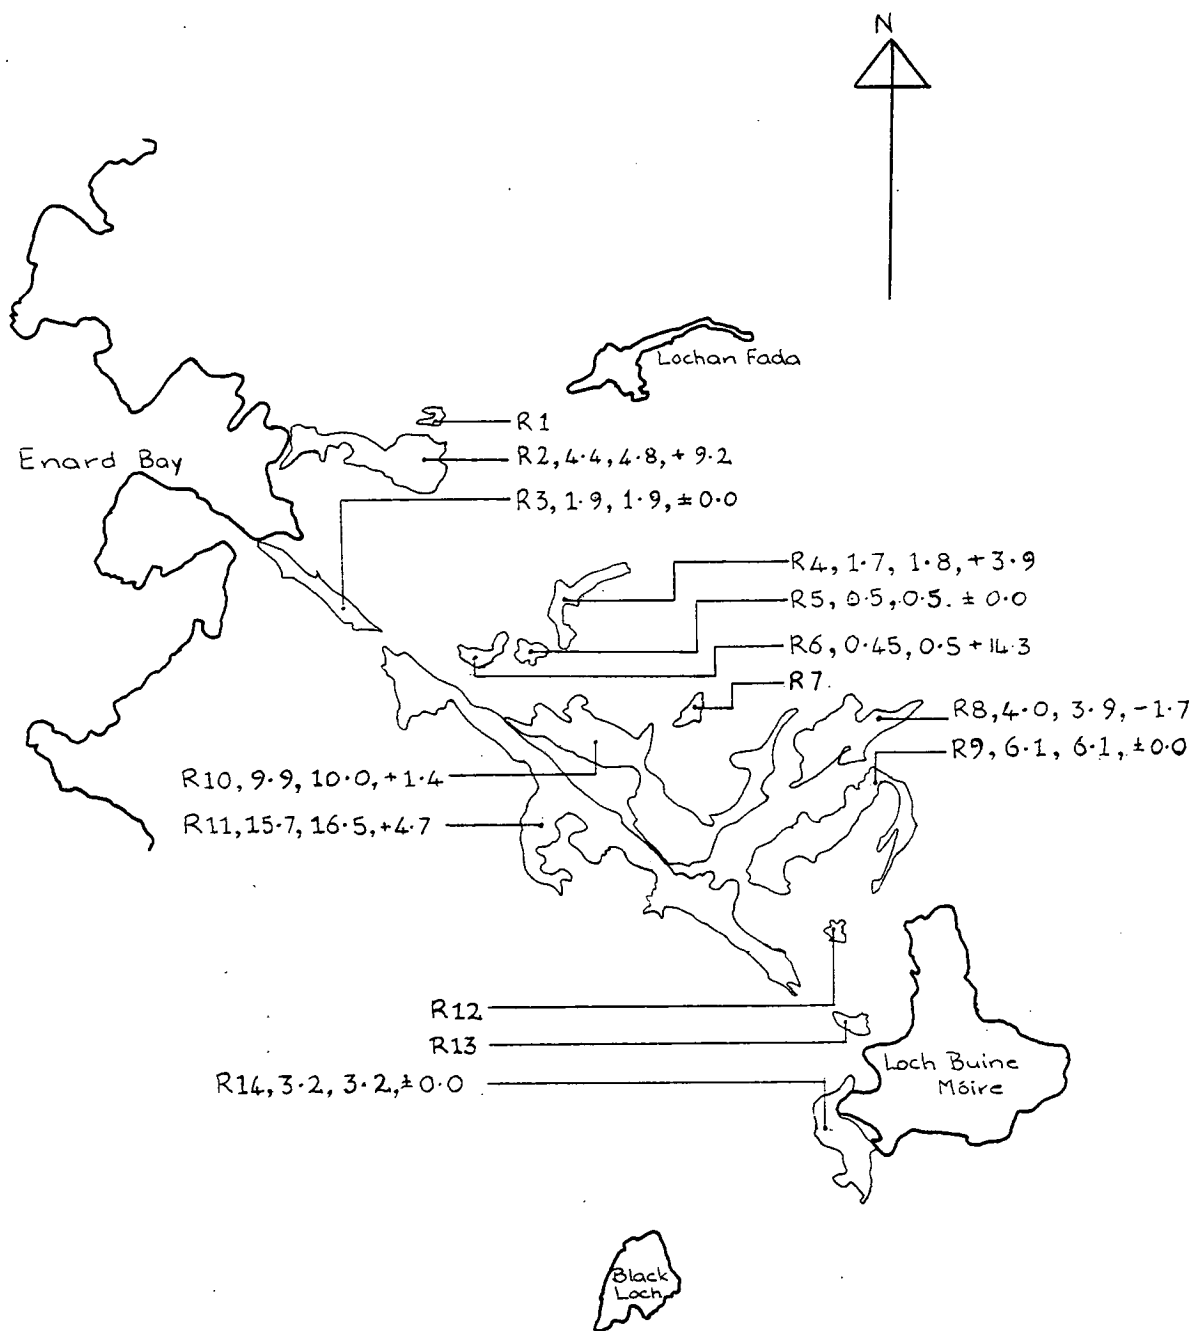 N
Lochan Fada
R1
Enard Bay
R2, 4·4, 4·8, + 9·2
R3, 1·9, 1·9, ± 0·0
R4, 1·7, 1·8, + 3·9
R5, 0·5, 0·5. ± 0·0
R6, 0·45, 0·5 + 14·3
R7.
R8, 4·0, 3·9, - 1·7
R9, 6·1, 6·1, ± 0·0
R10, 9·9, 10·0, + 1·4
R11, 15·7, 16·5, +4·7
R12
R13
Loch Buine
Móire
R14, 3·2, 3·2, ± 0·0
Black
Loch